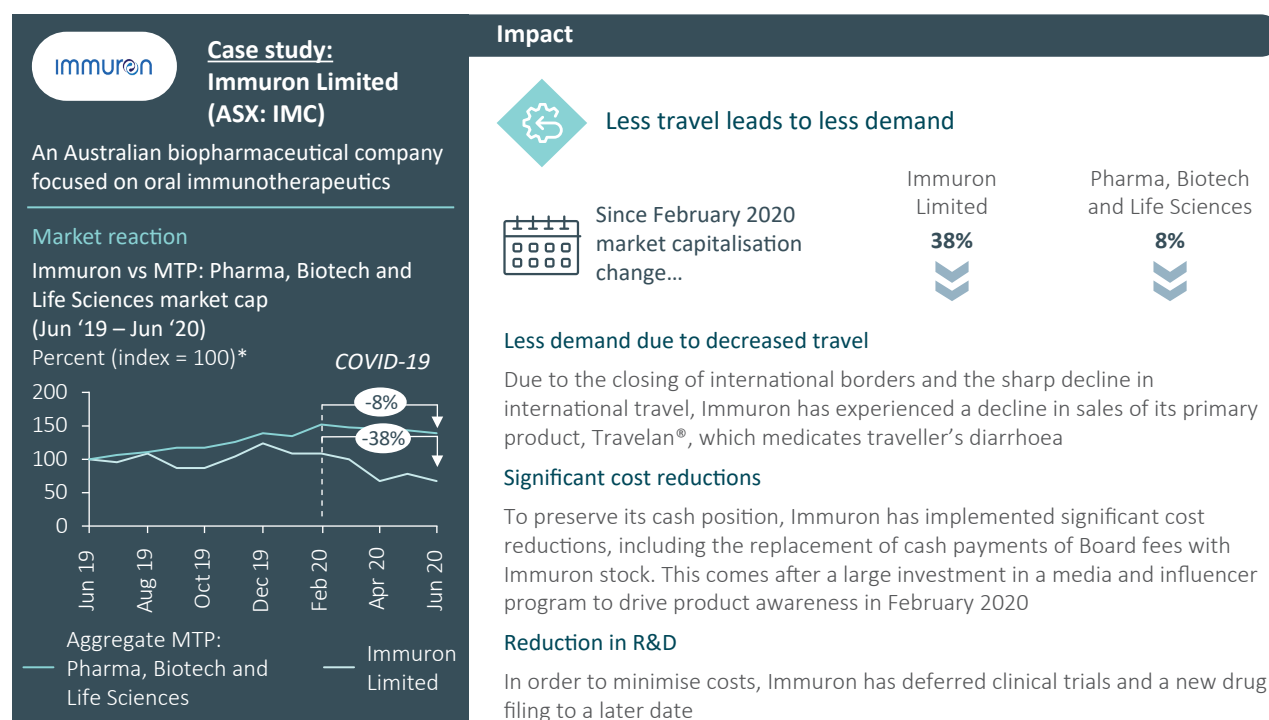 ımmurɘn
Case study:
Immuron Limited
(ASX: IMC)
An Australian biopharmaceutical company
focused on oral immunotherapeutics
Market reaction
Immuron vs MTP: Pharma, Biotech and
Life Sciences market cap
(Jun ‘19 – Jun ‘20)
Percent (index = 100)*
COVID-19
200
150
100
50
0
-8%
-38%
Jun 19
Aug 19
Oct 19
Dec 19
Feb 20
Apr 20
Jun 20
Aggregate MTP:
Pharma, Biotech and
Life Sciences
Immuron
Limited
Impact
Less travel leads to less demand
Since February 2020
market capitalisation
change...
Immuron
Limited
38%
Pharma, Biotech
and Life Sciences
8%
Less demand due to decreased travel
Due to the closing of international borders and the sharp decline in
international travel, Immuron has experienced a decline in sales of its primary
product, Travelan®, which medicates traveller’s diarrhoea
Significant cost reductions
To preserve its cash position, Immuron has implemented significant cost
reductions, including the replacement of cash payments of Board fees with
Immuron stock. This comes after a large investment in a media and influencer
program to drive product awareness in February 2020
Reduction in R&D
In order to minimise costs, Immuron has deferred clinical trials and a new drug
filing to a later date